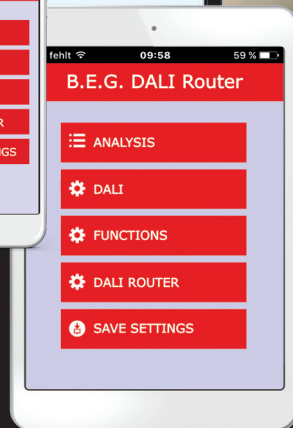 fehlt 09:58 59 %
B.E.G. DALI Router
ANALYSIS
DALI
FUNCTIONS
DALI ROUTER
SAVE SETTINGS
R
NGS